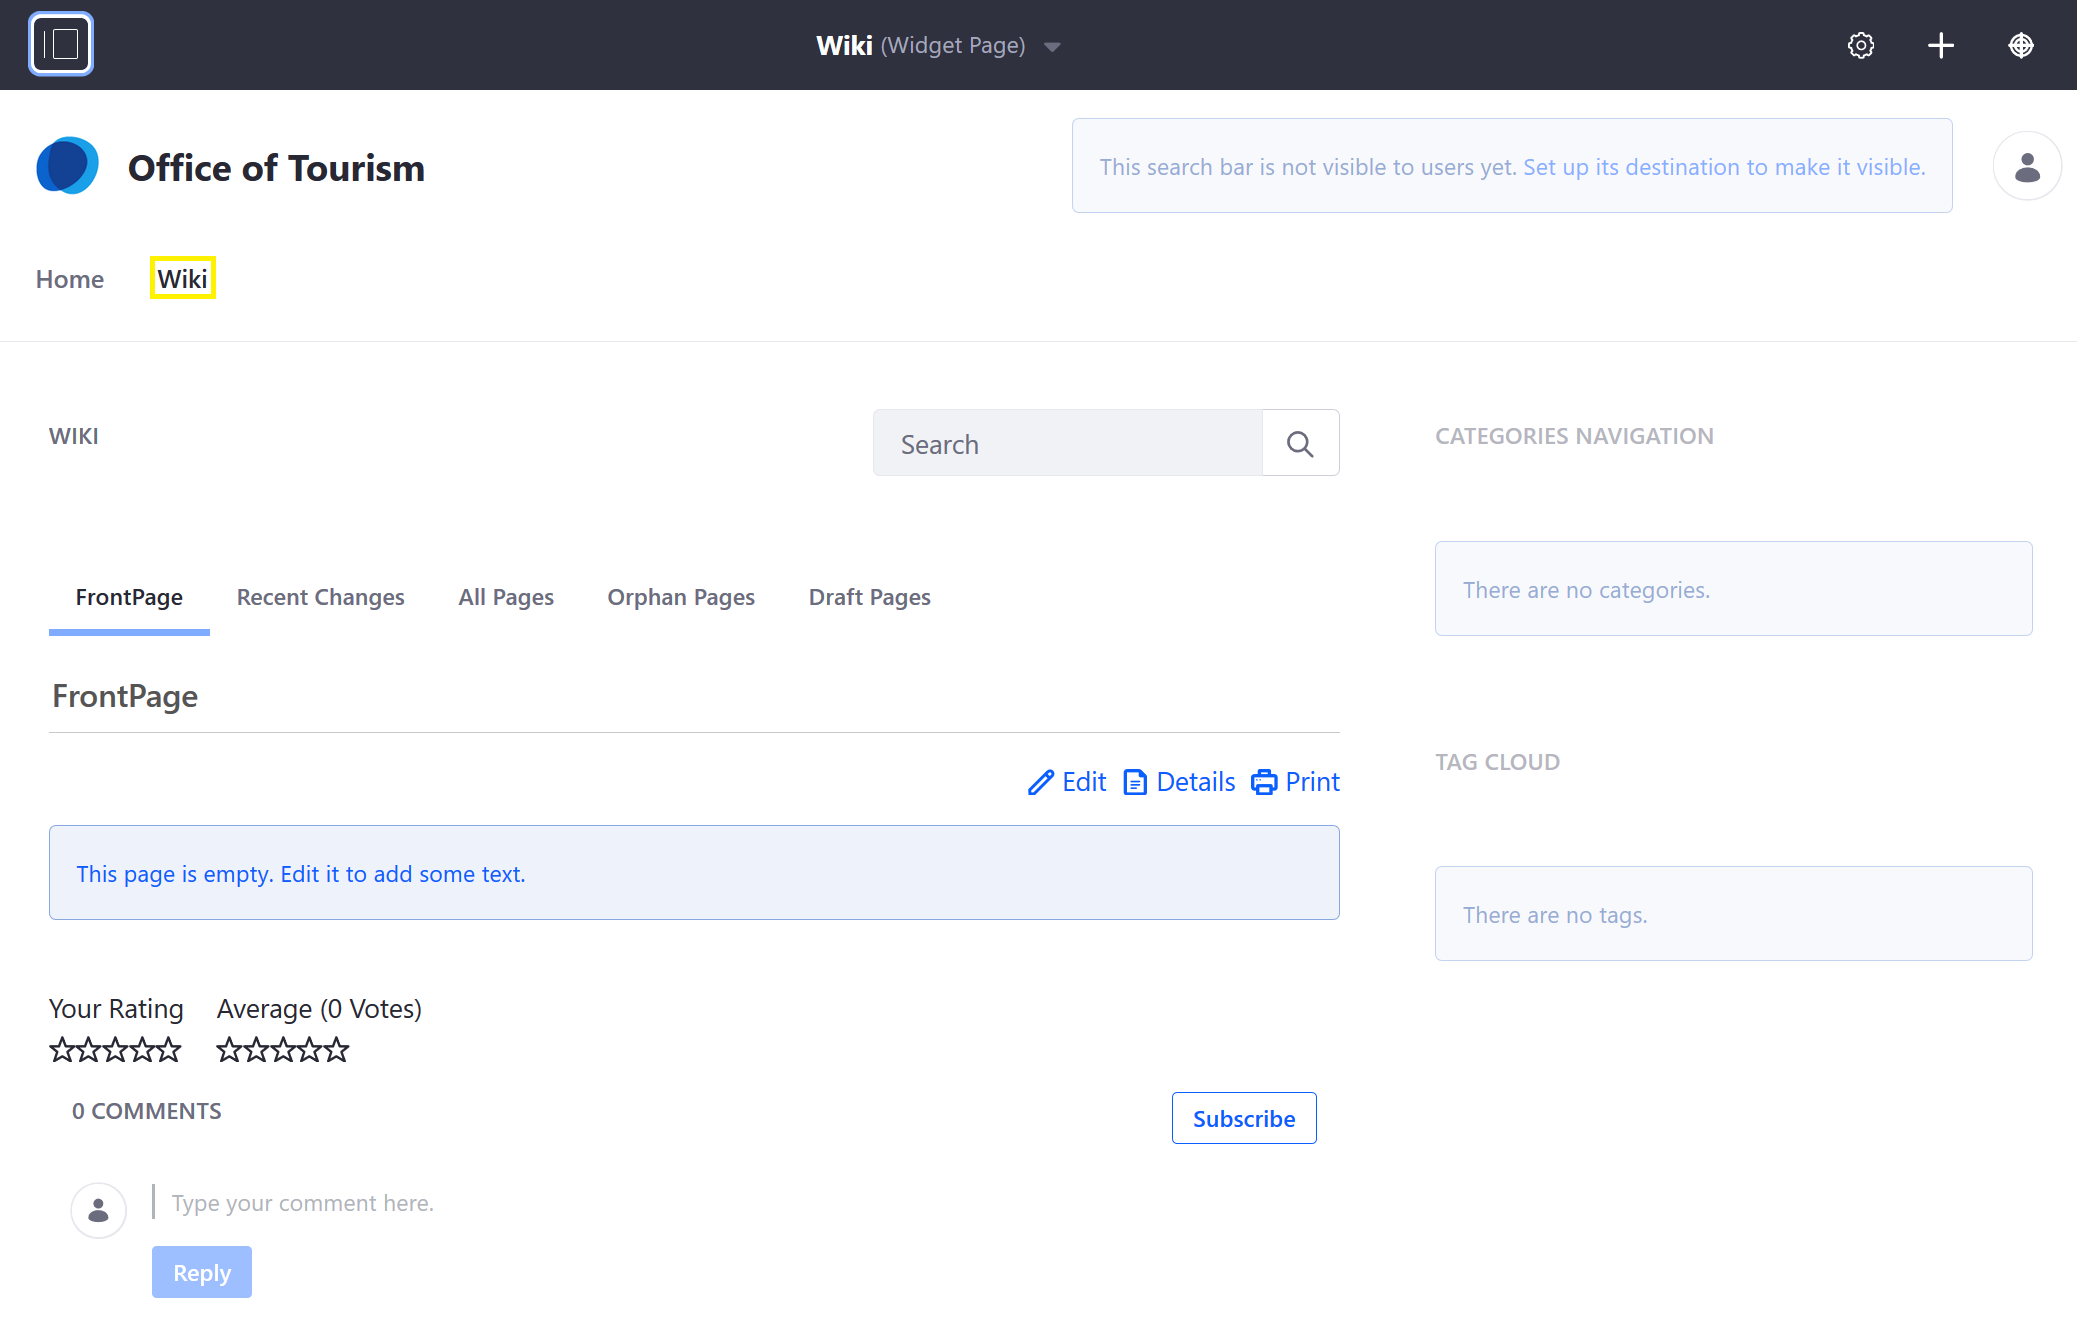 Wiki (Widget Page)
Office of Tourism
This search bar is not visible to users yet. Set up its destination to make it visible.
Home Wiki
WIKI
Search
CATEGORIES NAVIGATION
There are no categories.
FrontPage Recent Changes All Pages Orphan Pages Draft Pages
FrontPage
Edit Details Print
TAG CLOUD
This page is empty. Edit it to add some text.
There are no tags.
Your Rating Average (0 Votes)
0 COMMENTS
Subscribe
Type your comment here.
Reply